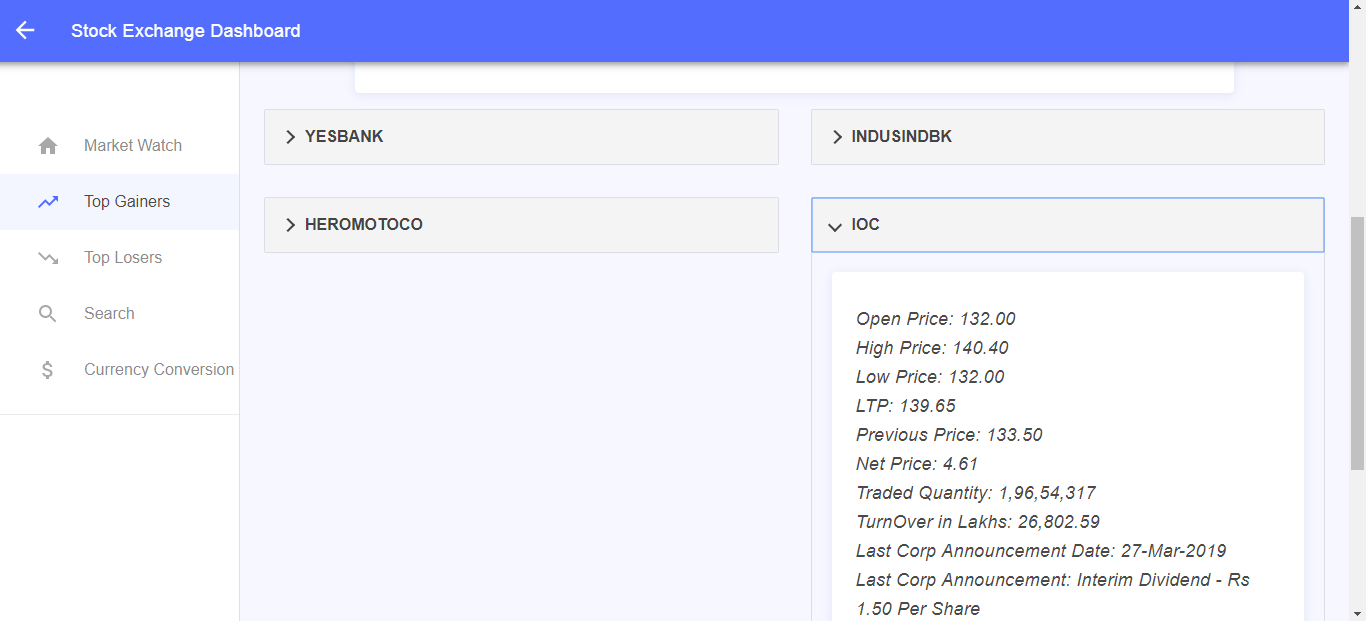 Stock Exchange Dashboard
Market Watch
Top Gainers
Top Losers
Search
Currency Conversion
YESBANK
INDUSINDBK
HEROMOTOCO
IOC
Open Price: 132.00
High Price: 140.40
Low Price: 132.00
LTP: 139.65
Previous Price: 133.50
Net Price: 4.61
Traded Quantity: 1,96,54,317
TurnOver in Lakhs: 26,802.59
Last Corp Announcement Date: 27-Mar-2019
Last Corp Announcement: Interim Dividend - Rs
1.50 Per Share